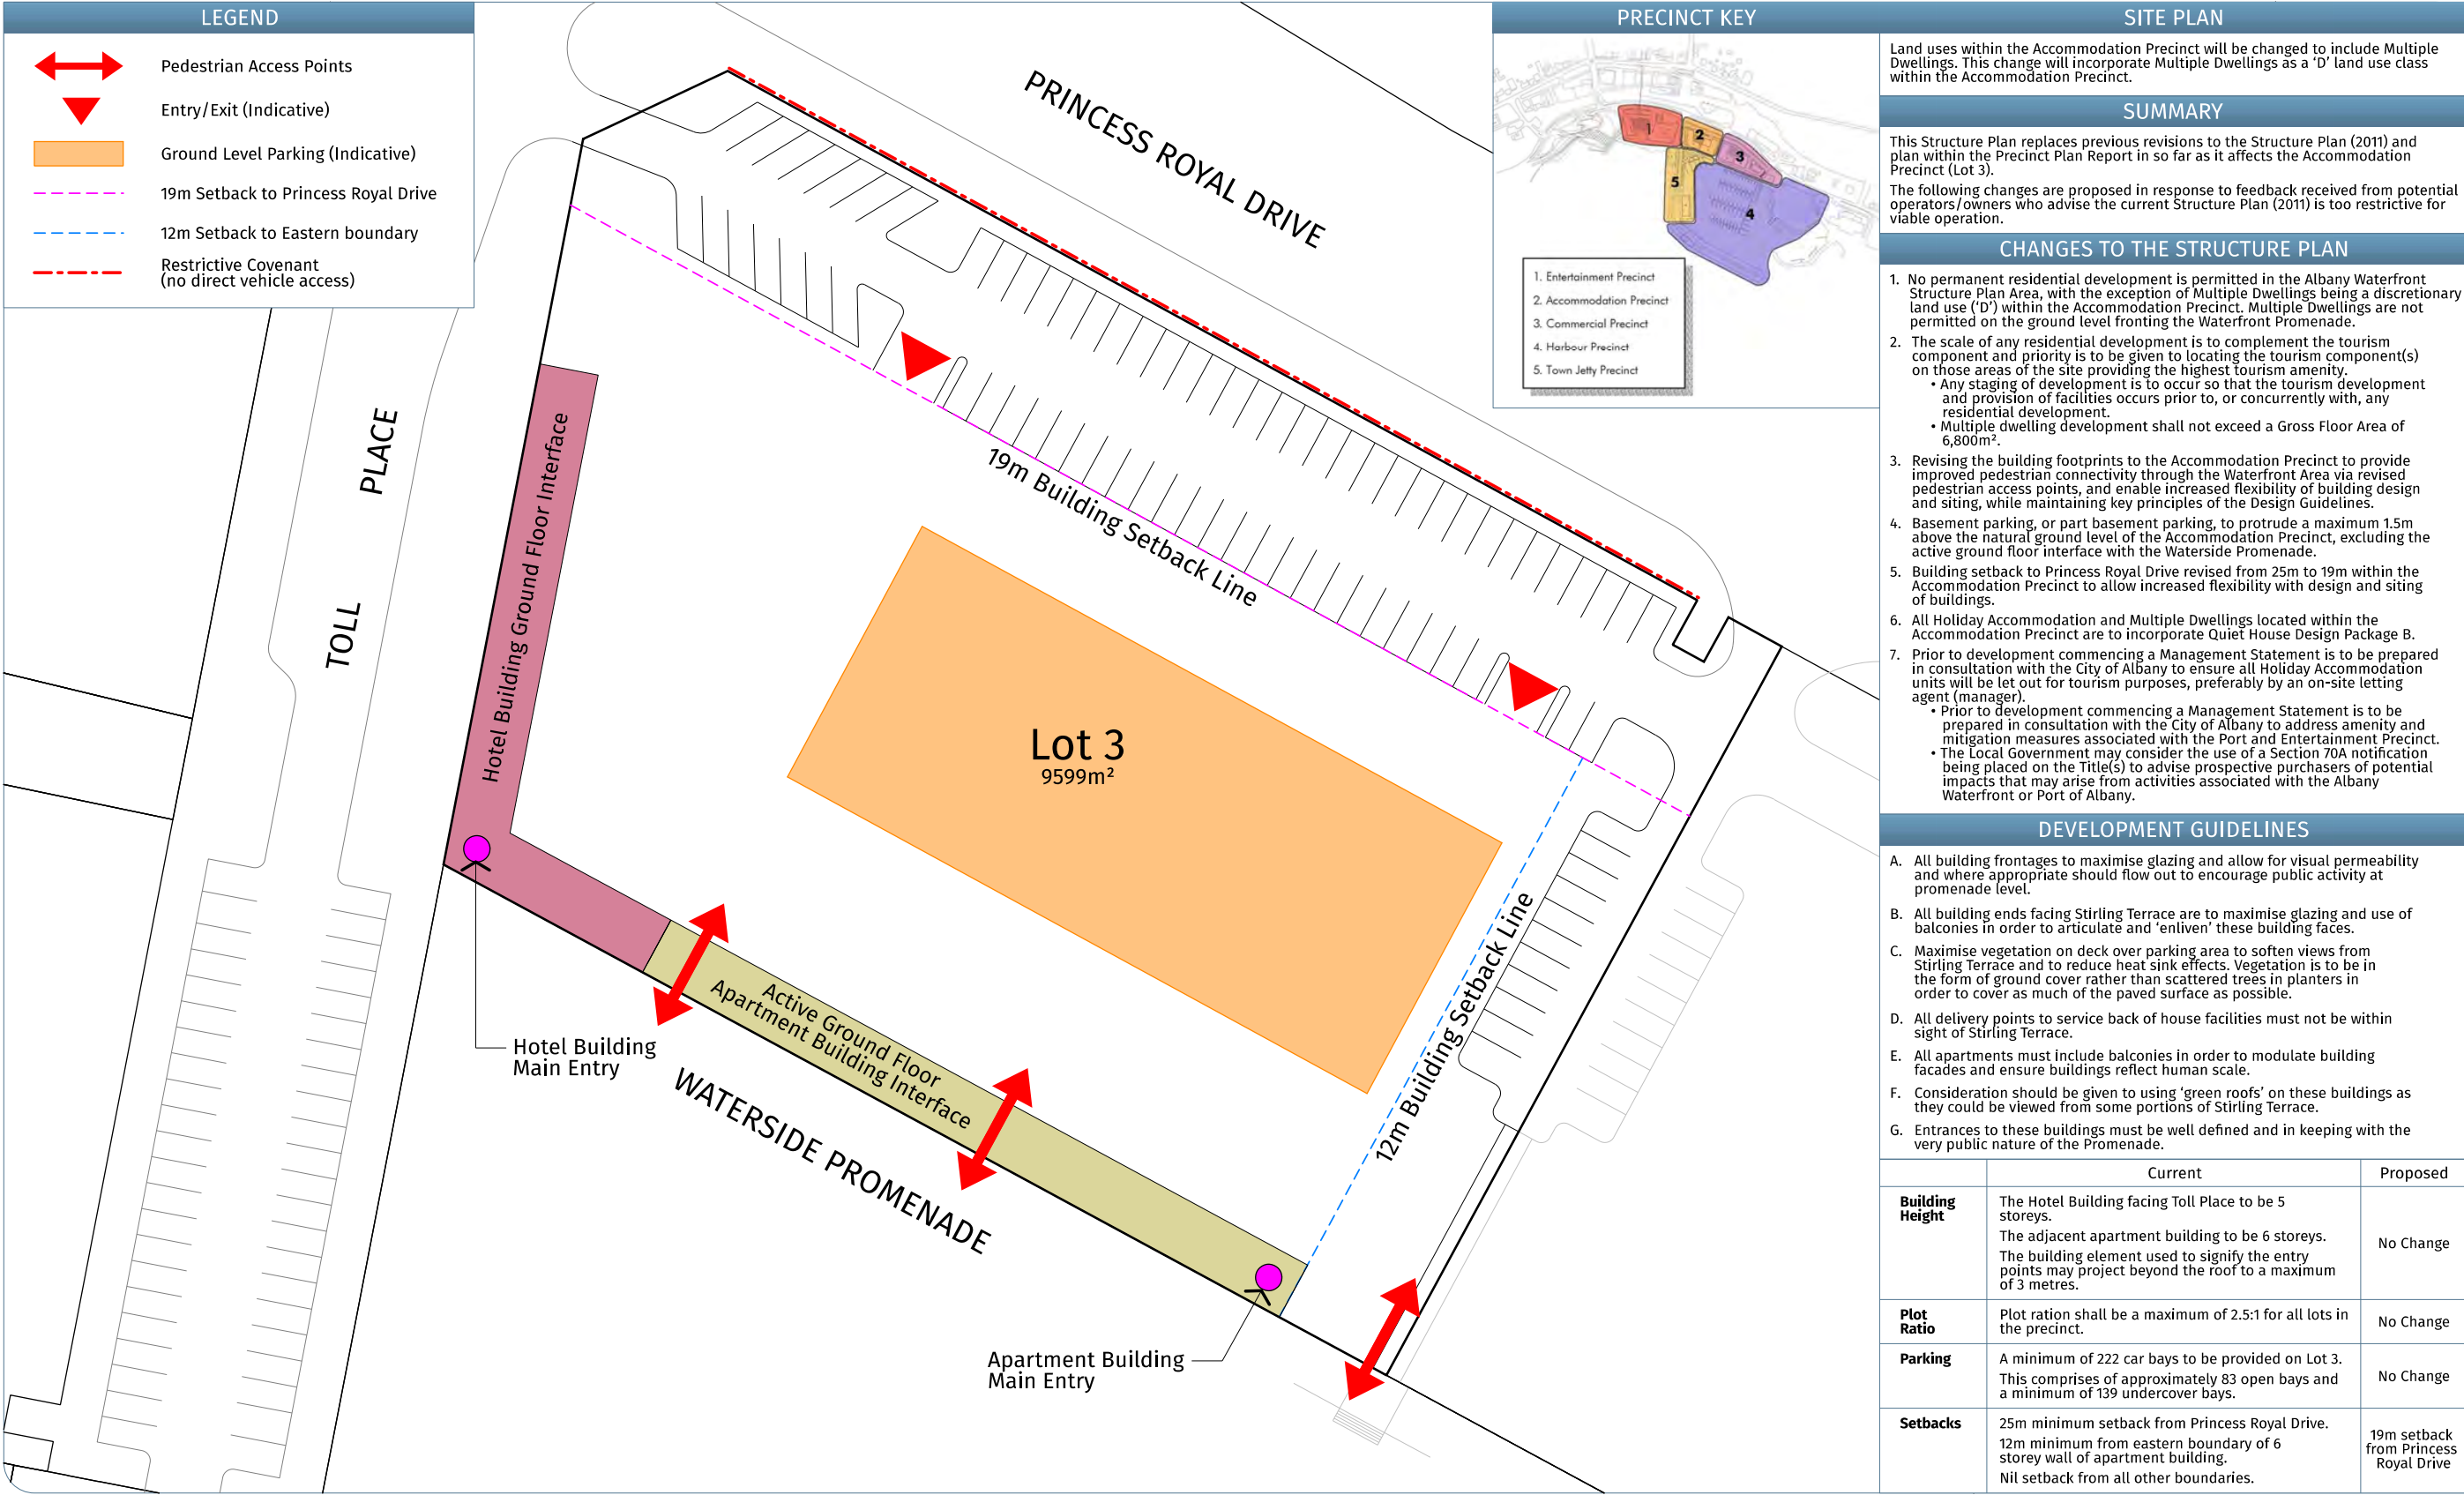 LEGEND
Pedestrian Access Points
Entry/Exit (Indicative)
Ground Level Parking (Indicative)
19m Setback to Princess Royal Drive
12m Setback to Eastern boundary
Restrictive Covenant
(no direct vehicle access)
PRINCESS ROYAL DRIVE
TOLL PLACE
19m Building Setback Line
Hotel Building Ground Floor Interface
Lot 3
9599m²
12m Building Setback Line
Active Ground Floor
Apartment Building Interface
Hotel Building
Main Entry
WATERSIDE PROMENADE
Apartment Building
Main Entry
PRECINCT KEY
1
2
3
5
4
1. Entertainment Precinct
2. Accommodation Precinct
3. Commercial Precinct
4. Harbour Precinct
5. Town Jetty Precinct
SITE PLAN
Land uses within the Accommodation Precinct will be changed to include Multiple
Dwellings. This change will incorporate Multiple Dwellings as a ‘D’ land use class
within the Accommodation Precinct.
SUMMARY
This Structure Plan replaces previous revisions to the Structure Plan (2011) and
plan within the Precinct Plan Report in so far as it affects the Accommodation
Precinct (Lot 3).
The following changes are proposed in response to feedback received from potential
operators/owners who advise the current Structure Plan (2011) is too restrictive for
viable operation.
CHANGES TO THE STRUCTURE PLAN
1. No permanent residential development is permitted in the Albany Waterfront
Structure Plan Area, with the exception of Multiple Dwellings being a discretionary
land use (‘D’) within the Accommodation Precinct. Multiple Dwellings are not
permitted on the ground level fronting the Waterfront Promenade.
2. The scale of any residential development is to complement the tourism
component and priority is to be given to locating the tourism component(s)
on those areas of the site providing the highest tourism amenity.
• Any staging of development is to occur so that the tourism development
and provision of facilities occurs prior to, or concurrently with, any
residential development.
• Multiple dwelling development shall not exceed a Gross Floor Area of
6,800m².
3. Revising the building footprints to the Accommodation Precinct to provide
improved pedestrian connectivity through the Waterfront Area via revised
pedestrian access points, and enable increased flexibility of building design
and siting, while maintaining key principles of the Design Guidelines.
4. Basement parking, or part basement parking, to protrude a maximum 1.5m
above the natural ground level of the Accommodation Precinct, excluding the
active ground floor interface with the Waterside Promenade.
5. Building setback to Princess Royal Drive revised from 25m to 19m within the
Accommodation Precinct to allow increased flexibility with design and siting
of buildings.
6. All Holiday Accommodation and Multiple Dwellings located within the
Accommodation Precinct are to incorporate Quiet House Design Package B.
7. Prior to development commencing a Management Statement is to be prepared
in consultation with the City of Albany to ensure all Holiday Accommodation
units will be let out for tourism purposes, preferably by an on-site letting
agent (manager).
• Prior to development commencing a Management Statement is to be
prepared in consultation with the City of Albany to address amenity and
mitigation measures associated with the Port and Entertainment Precinct.
• The Local Government may consider the use of a Section 70A notification
being placed on the Title(s) to advise prospective purchasers of potential
impacts that may arise from activities associated with the Albany
Waterfront or Port of Albany.
DEVELOPMENT GUIDELINES
A. All building frontages to maximise glazing and allow for visual permeability
and where appropriate should flow out to encourage public activity at
promenade level.
B. All building ends facing Stirling Terrace are to maximise glazing and use of
balconies in order to articulate and ‘enliven’ these building faces.
C. Maximise vegetation on deck over parking area to soften views from
Stirling Terrace and to reduce heat sink effects. Vegetation is to be in
the form of ground cover rather than scattered trees in planters in
order to cover as much of the paved surface as possible.
D. All delivery points to service back of house facilities must not be within
sight of Stirling Terrace.
E. All apartments must include balconies in order to modulate building
facades and ensure buildings reflect human scale.
F. Consideration should be given to using ‘green roofs’ on these buildings as
they could be viewed from some portions of Stirling Terrace.
G. Entrances to these buildings must be well defined and in keeping with the
very public nature of the Promenade.
Current Proposed
Building
Height
The Hotel Building facing Toll Place to be 5
storeys.
The adjacent apartment building to be 6 storeys.
The building element used to signify the entry
points may project beyond the roof to a maximum
of 3 metres.
No Change
Plot
Ratio
Plot ration shall be a maximum of 2.5:1 for all lots in
the precinct.
No Change
Parking
A minimum of 222 car bays to be provided on Lot 3.
This comprises of approximately 83 open bays and
a minimum of 139 undercover bays.
No Change
Setbacks
25m minimum setback from Princess Royal Drive.
12m minimum from eastern boundary of 6
storey wall of apartment building.
Nil setback from all other boundaries.
19m setback
from Princess
Royal Drive